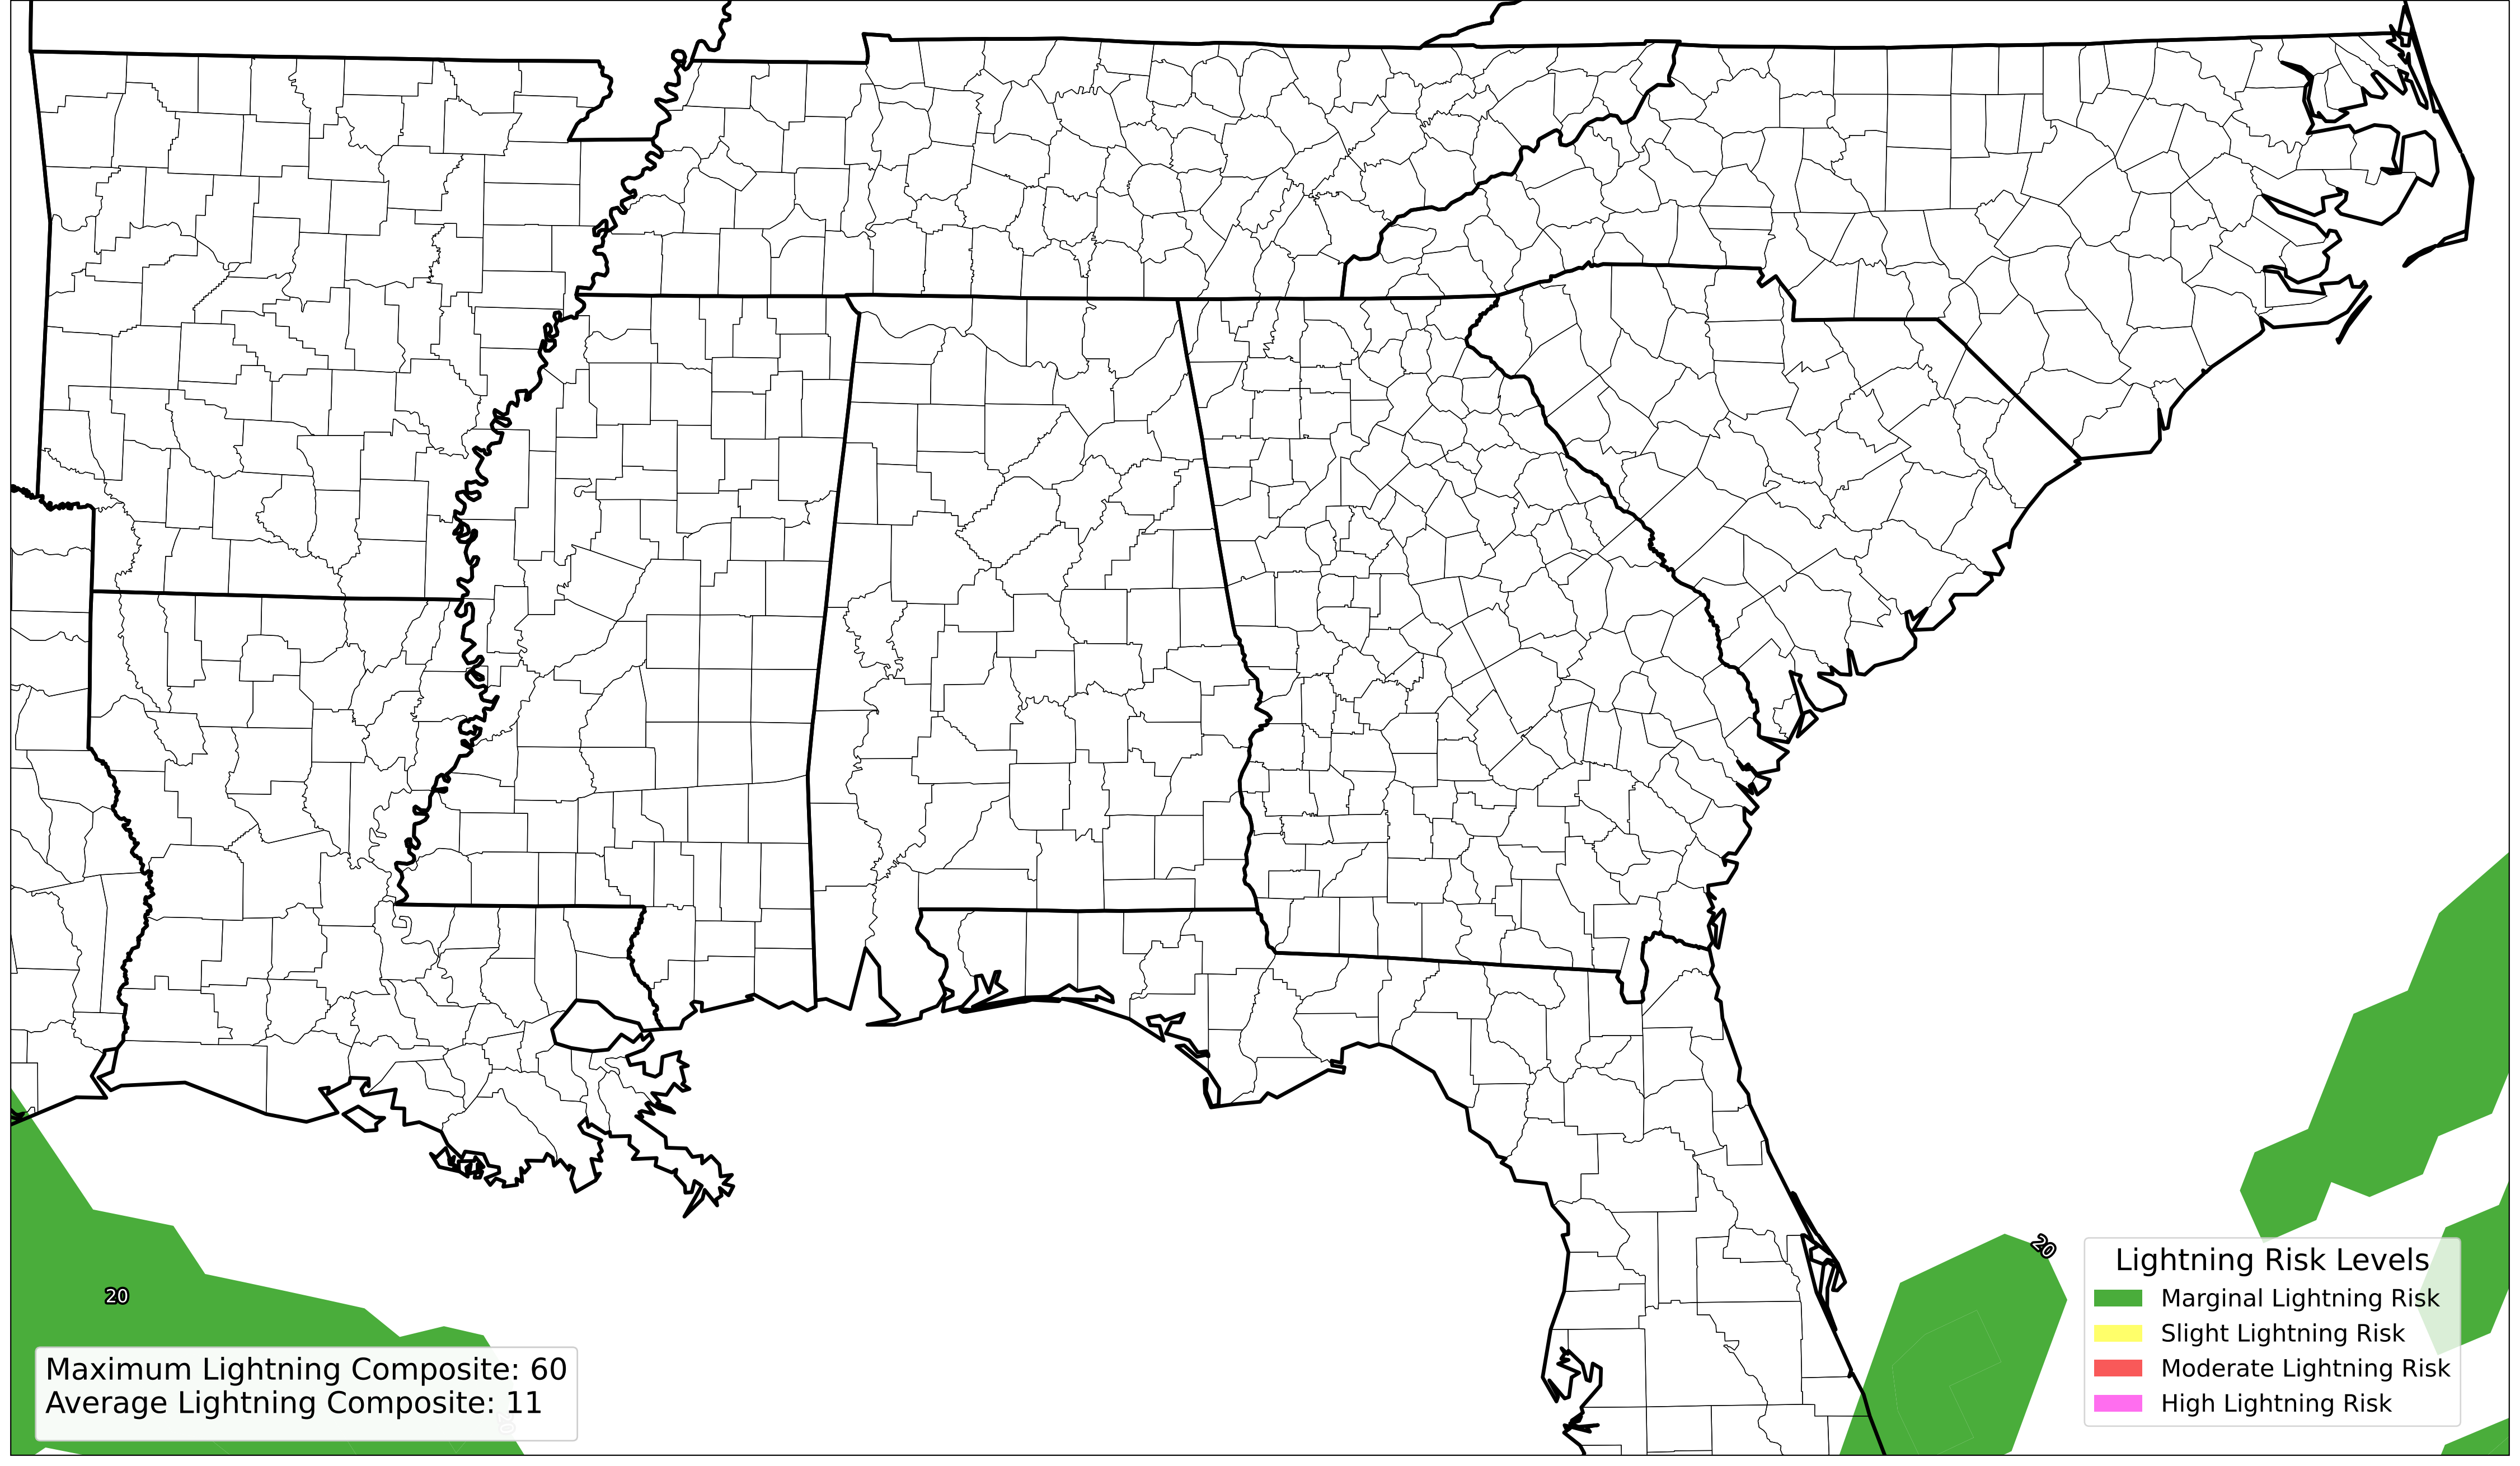 20
20
Lightning Risk Levels
Marginal Lightning Risk
Slight Lightning Risk
Moderate Lightning Risk
High Lightning Risk
Maximum Lightning Composite: 60
Average Lightning Composite: 11